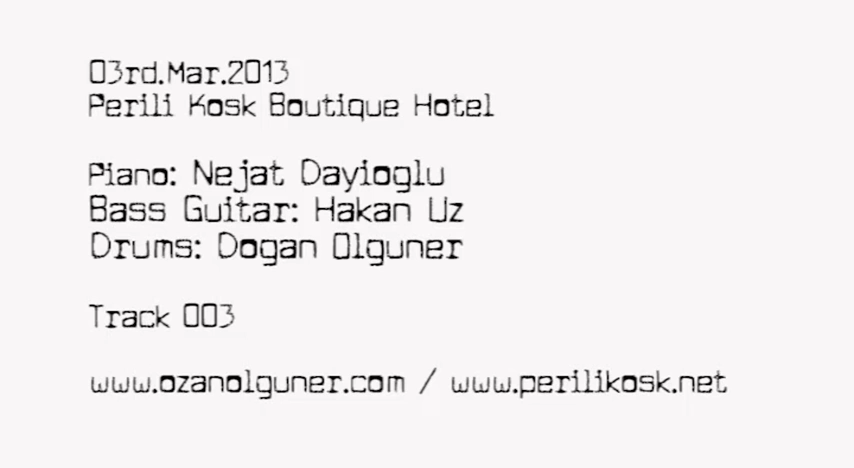 03rd.Mar.2013
Perili Kosk Boutique Hotel
Piano: Nejat Dayioglu
Bass Guitar: Hakan Uz
Drums: Dogan Olguner
Track 003
www.ozanolguner.com / www.perilikosk.net